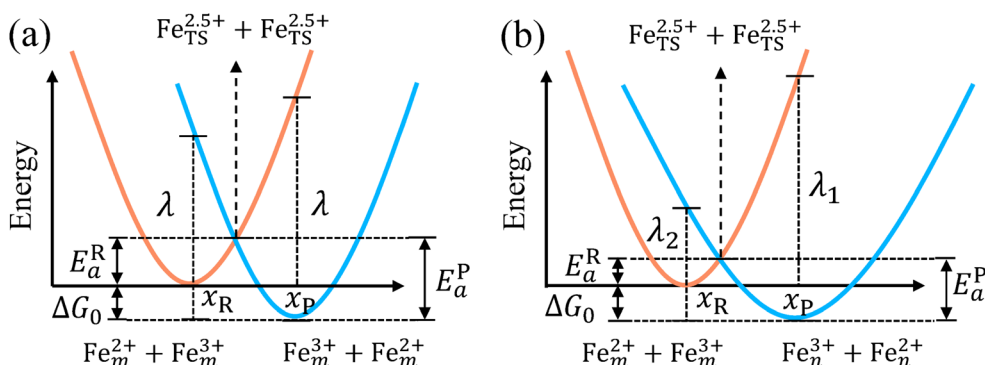 (a)
Fe_TS^2.5+ + Fe_TS^2.5+
Energy
λ
λ
E_a^R
E_a^P
ΔG_0
x_R
x_P
Fe_m^2+ + Fe_m^3+
Fe_m^3+ + Fe_m^2+
(b)
Fe_TS^2.5+ + Fe_TS^2.5+
Energy
λ_1
λ_2
E_a^R
E_a^P
ΔG_0
x_R
x_P
Fe_m^2+ + Fe_m^3+
Fe_n^3+ + Fe_n^2+